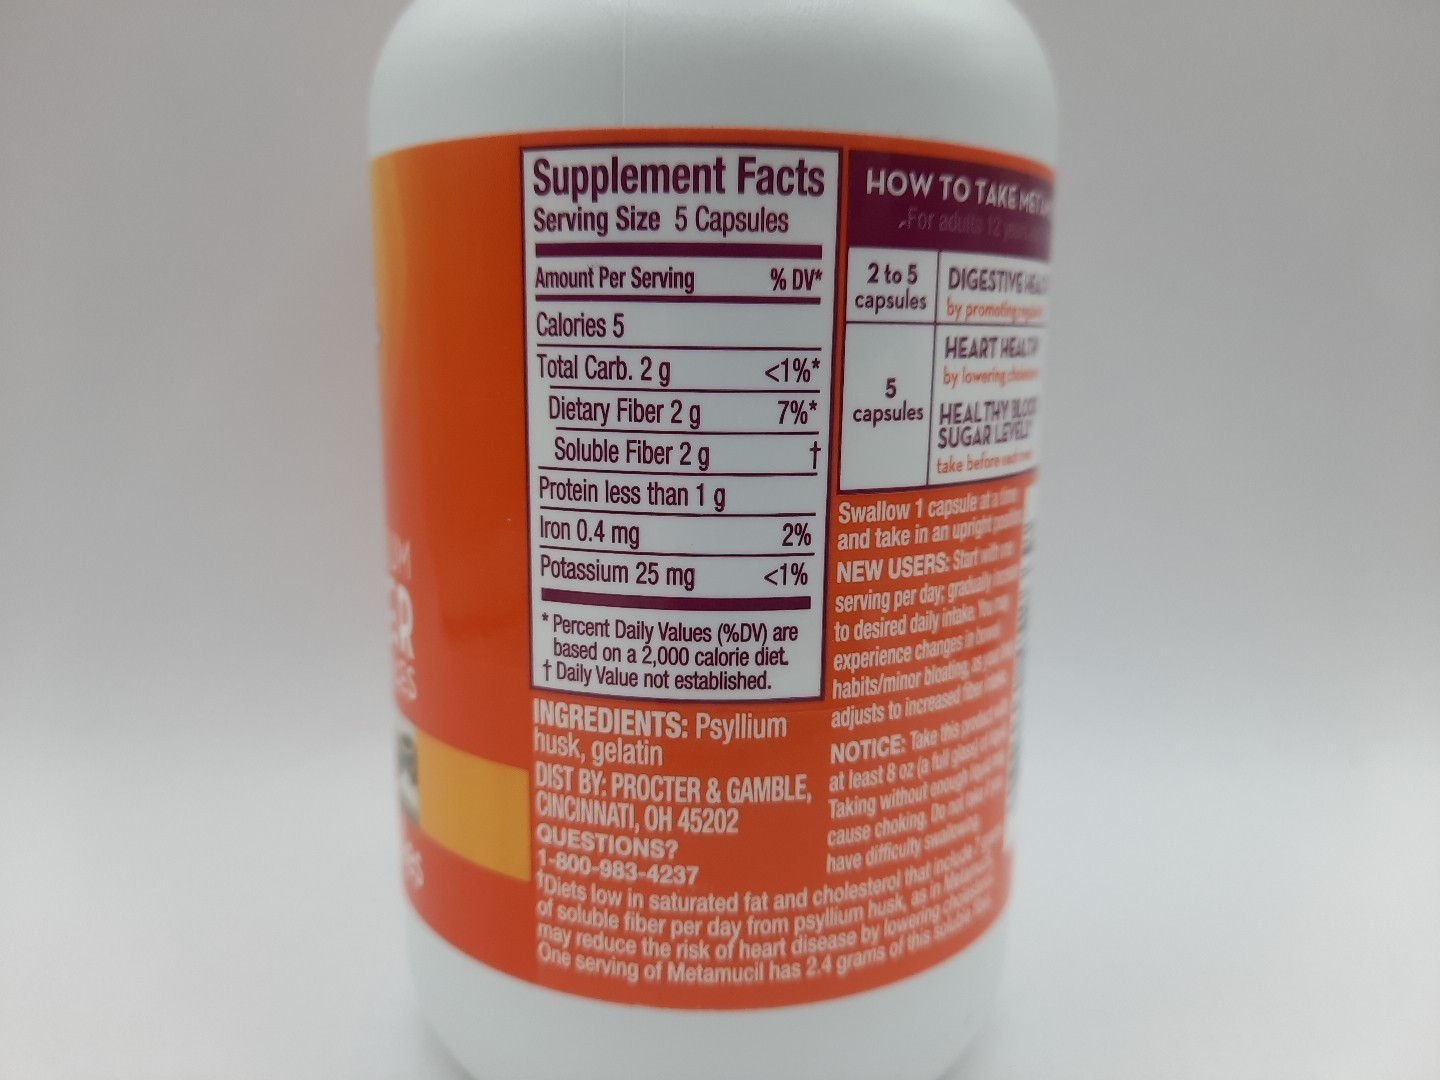 Supplement Facts
Serving Size 5 Capsules
Amount Per Serving % DV*
Calories 5
Total Carb. 2 g <1%*
Dietary Fiber 2 g 7%*
Soluble Fiber 2 g †
Protein less than 1 g
Iron 0.4 mg 2%
Potassium 25 mg <1%
* Percent Daily Values (%DV) are
based on a 2,000 calorie diet.
† Daily Value not established.
INGREDIENTS: Psyllium
husk, gelatin
DIST BY: PROCTER & GAMBLE,
CINCINNATI, OH 45202
QUESTIONS?
1-800-983-4237
HOW TO TAKE
For adults 12
2 to 5
capsules
DIGESTIVE
by promoting
5
capsules
HEART HEALTH
by lowering
HEALTHY BLOOD
SUGAR LEVELS
take before
Swallow 1 capsule at a time
and take in an upright
NEW USERS: Start with one
serving per day; gradually
to desired daily intake. You may
experience changes in bowel
habits/minor bloating, as
adjusts to increased fiber
NOTICE: Take this product
at least 8 oz (a full glass)
Taking without enough
cause choking. Do not
have difficulty swallowing.
†Diets low in saturated fat and cholesterol that include 7
of soluble fiber per day from psyllium husk, as in Metamucil,
may reduce the risk of heart disease by lowering cholesterol.
One serving of Metamucil has 2.4 grams of this soluble